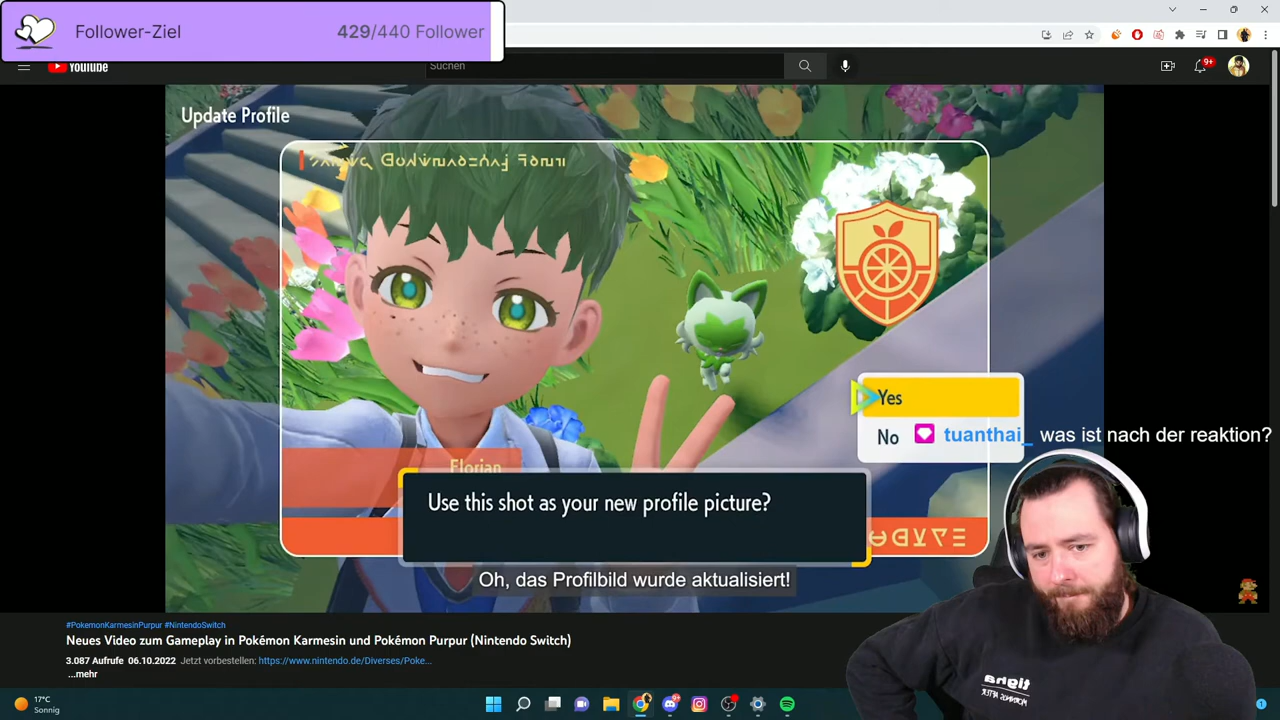 Follower-Ziel
429/440 Follower
YouTube
Suchen
9+
Update Profile
Yes
No
tuanthai_ was ist nach der reaktion?
Florian
Use this shot as your new profile picture?
Oh, das Profilbild wurde aktualisiert!
#PokemonKarmesinPurpur #NintendoSwitch
Neues Video zum Gameplay in Pokémon Karmesin und Pokémon Purpur (Nintendo Switch)
3.087 Aufrufe 06.10.2022 Jetzt vorbestellen: https://www.nintendo.de/Diverses/Poke...
...mehr
17°C
Sonnig
9+
1